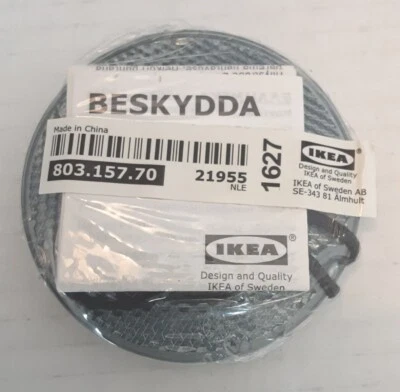 BESKYDDA
Made in China
803.157.70
21955
NLE
1627
IKEA
Design and Quality
IKEA of Sweden
IKEA of Sweden AB
SE-343 81 Älmhult
IKEA®
Design and Quality
IKEA of Sweden